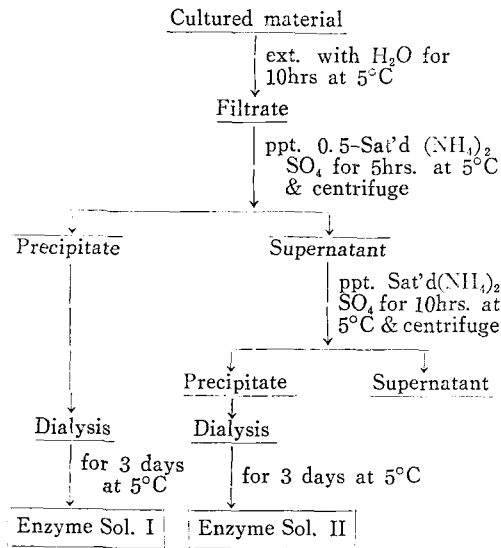 Cultured material
ext. with H₂O for
10hrs at 5°C
Filtrate
ppt. 0.5-Sat'd (NH₄)₂
SO₄ for 5hrs. at 5°C
& centrifuge
Precipitate
Supernatant
ppt. Sat'd(NH₄)₂
SO₄ for 10hrs. at
5°C & centrifuge
Precipitate
Supernatant
Dialysis
Dialysis
for 3 days
at 5°C
for 3 days at 5°C
Enzyme Sol. I
Enzyme Sol. II